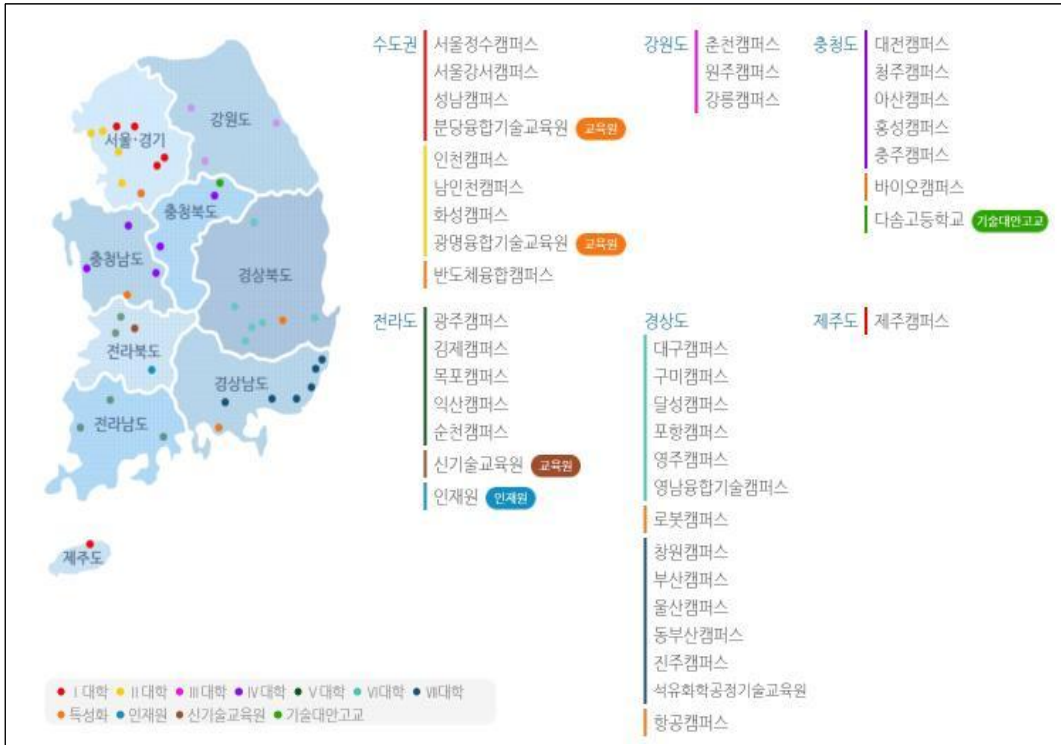 서울·경기
강원도
충청북도
충청남도
경상북도
전라북도
경상남도
전라남도
제주도
수도권
서울정수캠퍼스
서울강서캠퍼스
성남캠퍼스
분당융합기술교육원 교육원
인천캠퍼스
남인천캠퍼스
화성캠퍼스
광명융합기술교육원 교육원
반도체융합캠퍼스
강원도
춘천캠퍼스
원주캠퍼스
강릉캠퍼스
충청도
대전캠퍼스
청주캠퍼스
아산캠퍼스
홍성캠퍼스
충주캠퍼스
바이오캠퍼스
다솜고등학교 기술대안고교
전라도
광주캠퍼스
김제캠퍼스
목포캠퍼스
익산캠퍼스
순천캠퍼스
신기술교육원 교육원
인재원 인재원
경상도
대구캠퍼스
구미캠퍼스
달성캠퍼스
포항캠퍼스
영주캠퍼스
영남융합기술캠퍼스
로봇캠퍼스
창원캠퍼스
부산캠퍼스
울산캠퍼스
동부산캠퍼스
진주캠퍼스
석유화학공정기술교육원
항공캠퍼스
제주도
제주캠퍼스
Ⅰ대학 Ⅱ대학 Ⅲ대학 Ⅳ대학 Ⅴ대학 Ⅵ대학 Ⅶ대학
특성화 인재원 신기술교육원 기술대안고교